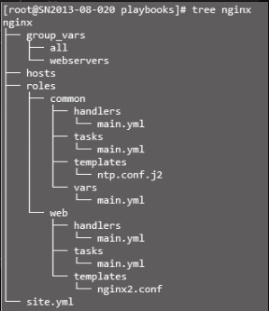 [root@SN2013-08-020 playbooks]# tree nginx
nginx
├── group_vars
│   ├── all
│   └── webservers
├── hosts
├── roles
│   ├── common
│   │   ├── handlers
│   │   │   └── main.yml
│   │   ├── tasks
│   │   │   └── main.yml
│   │   ├── templates
│   │   │   └── ntp.conf.j2
│   │   └── vars
│   │       └── main.yml
│   └── web
│       ├── handlers
│       │   └── main.yml
│       ├── tasks
│       │   └── main.yml
│       └── templates
│           └── nginx2.conf
└── site.yml